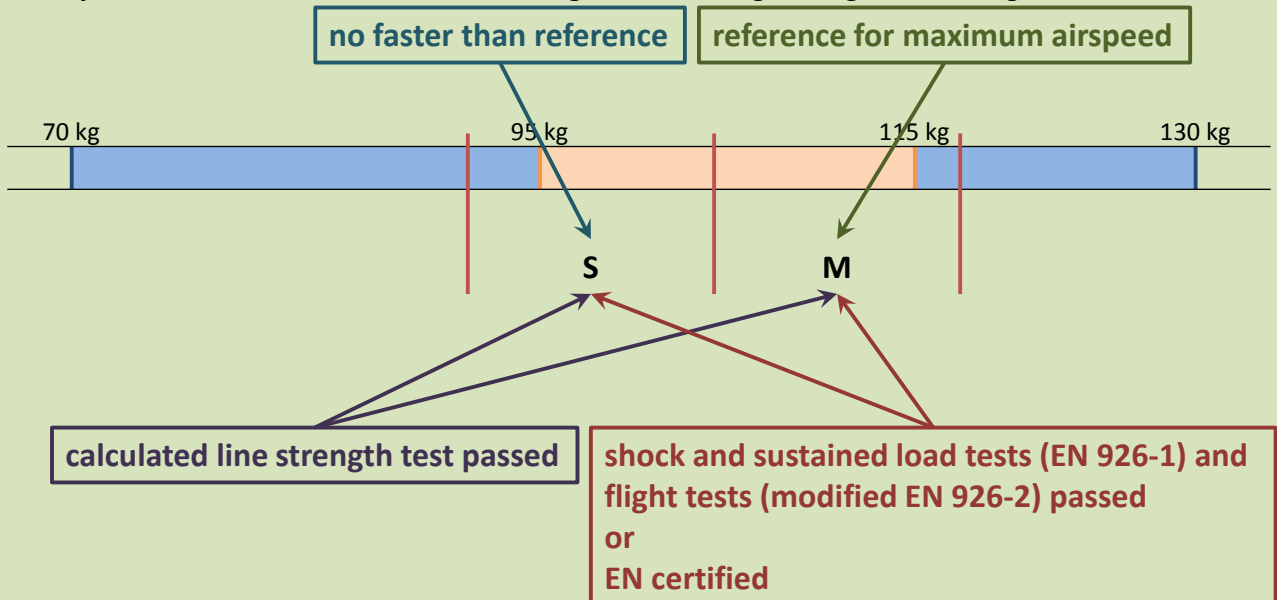 no faster than reference
reference for maximum airspeed
70 kg
95 kg
115 kg
130 kg
S
M
calculated line strength test passed
shock and sustained load tests (EN 926-1) and
flight tests (modified EN 926-2) passed
or
EN certified